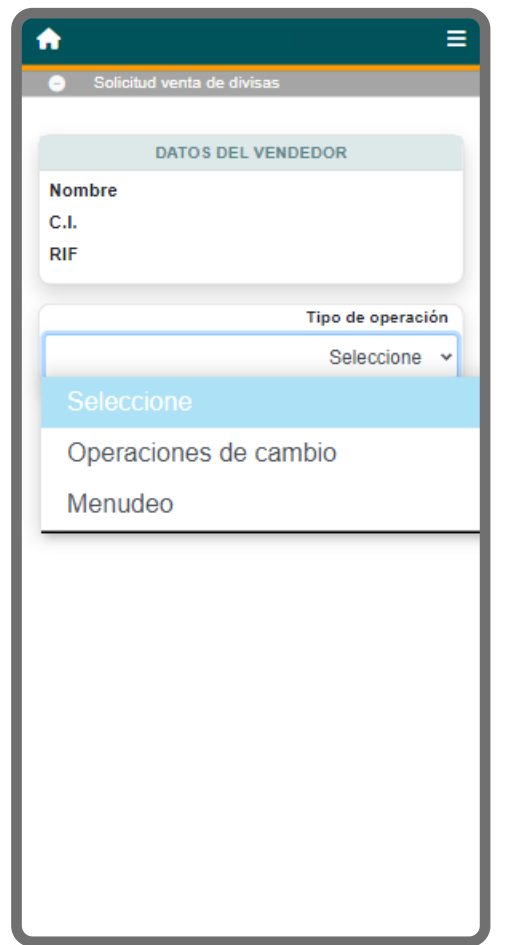 Solicitud venta de divisas
DATOS DEL VENDEDOR
Nombre
C.I.
RIF
Tipo de operación
Seleccione
Seleccione
Operaciones de cambio
Menudeo